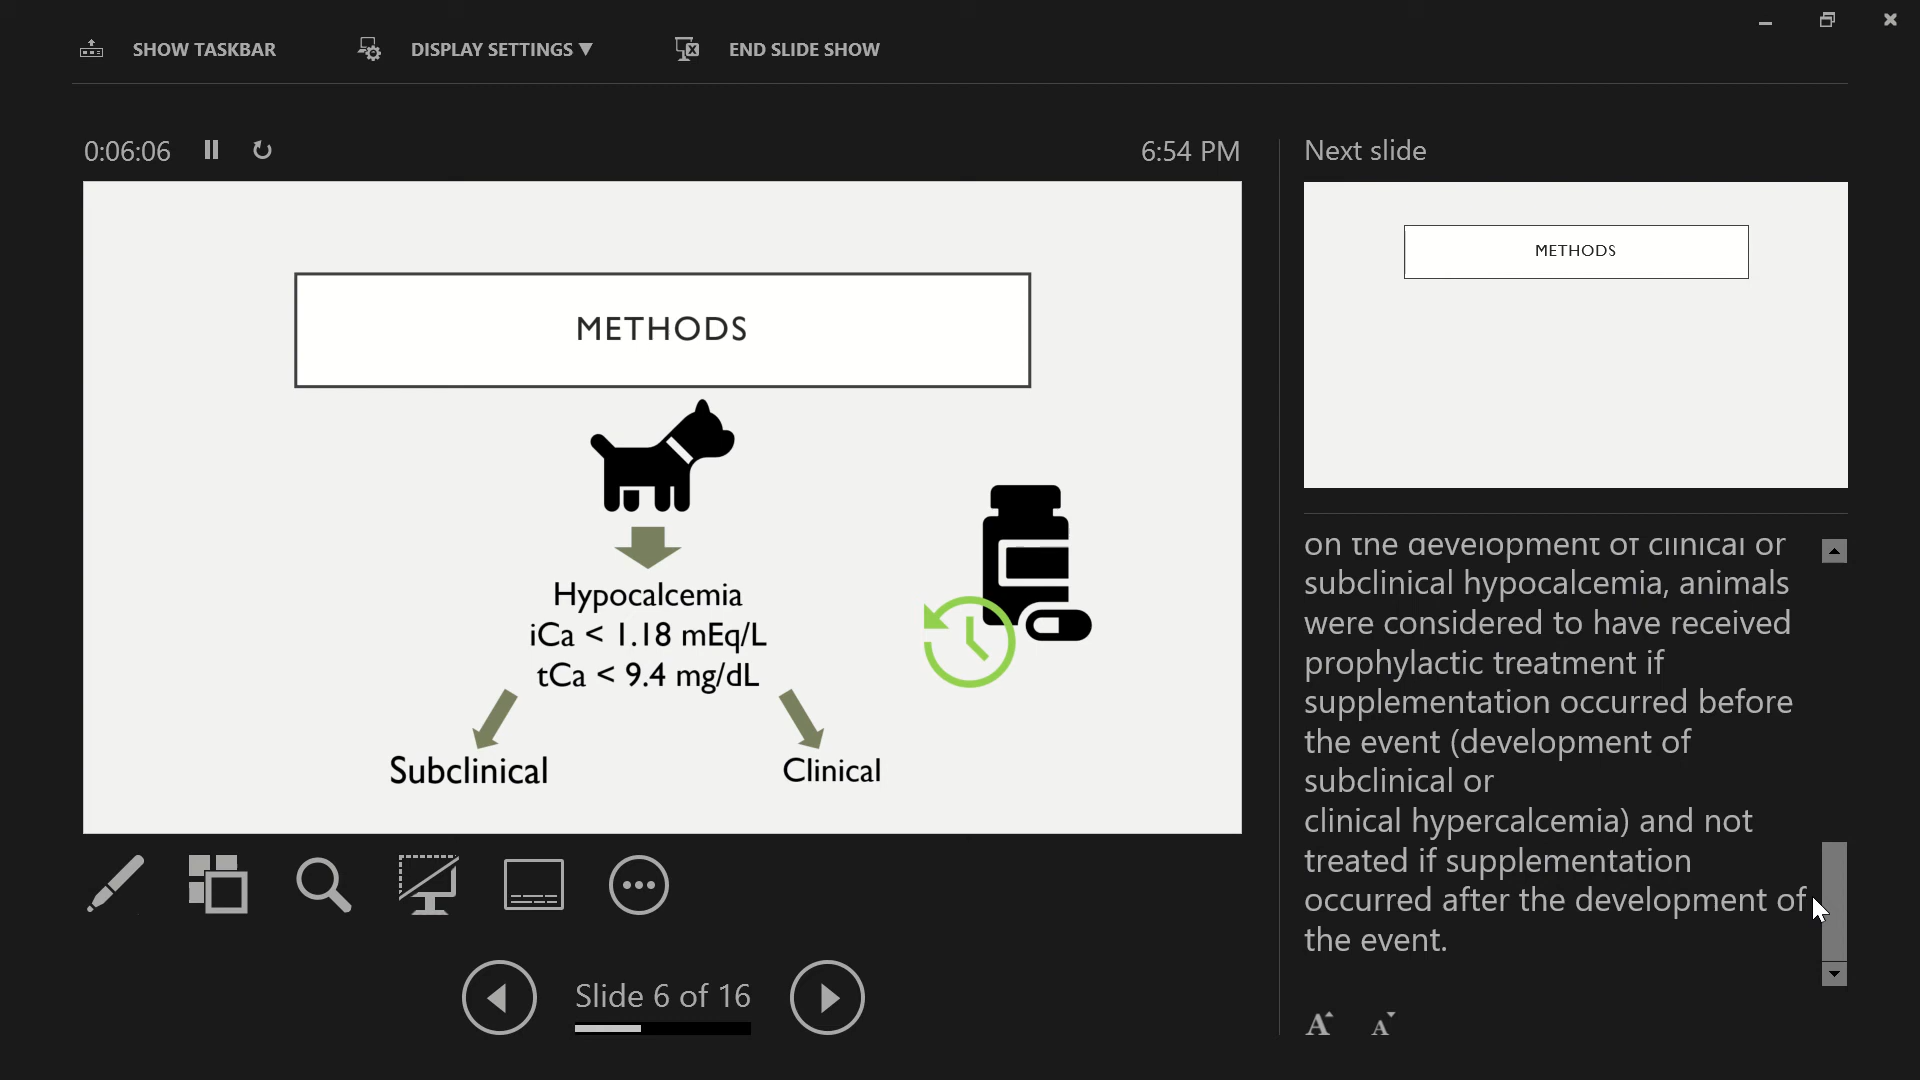 SHOW TASKBAR
DISPLAY SETTINGS ▼
END SLIDE SHOW
0:06:06
6:54 PM
METHODS
Hypocalcemia
iCa < 1.18 mEq/L
tCa < 9.4 mg/dL
Subclinical
Clinical
Slide 6 of 16
Next slide
METHODS
on the development of clinical or
subclinical hypocalcemia, animals
were considered to have received
prophylactic treatment if
supplementation occurred before
the event (development of
subclinical or
clinical hypercalcemia) and not
treated if supplementation
occurred after the development of
the event.
A A